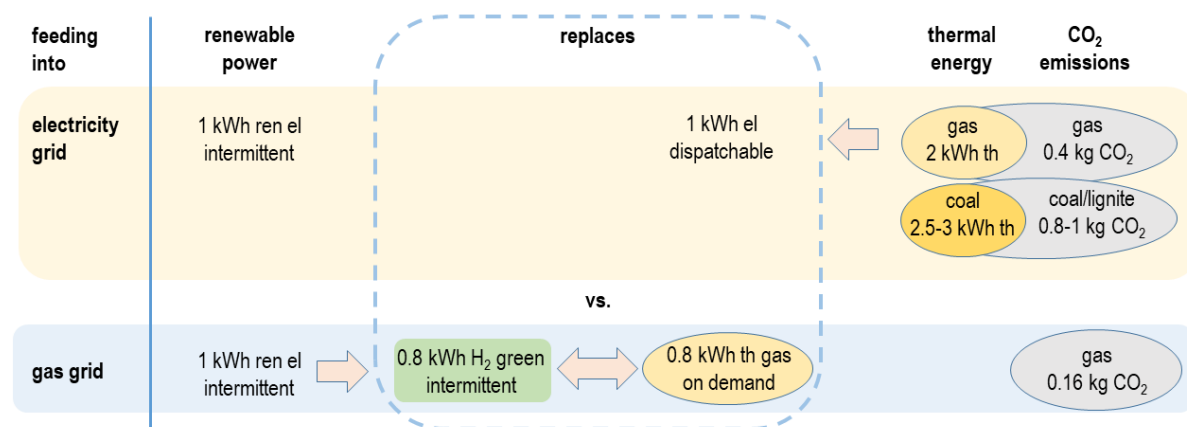 feeding into
renewable power
replaces
thermal energy
CO₂ emissions
electricity grid
1 kWh ren el
intermittent
1 kWh el
dispatchable
gas
2 kWh th
gas
0.4 kg CO₂
coal
2.5-3 kWh th
coal/lignite
0.8-1 kg CO₂
vs.
gas grid
1 kWh ren el
intermittent
0.8 kWh H₂ green
intermittent
0.8 kWh th gas
on demand
gas
0.16 kg CO₂